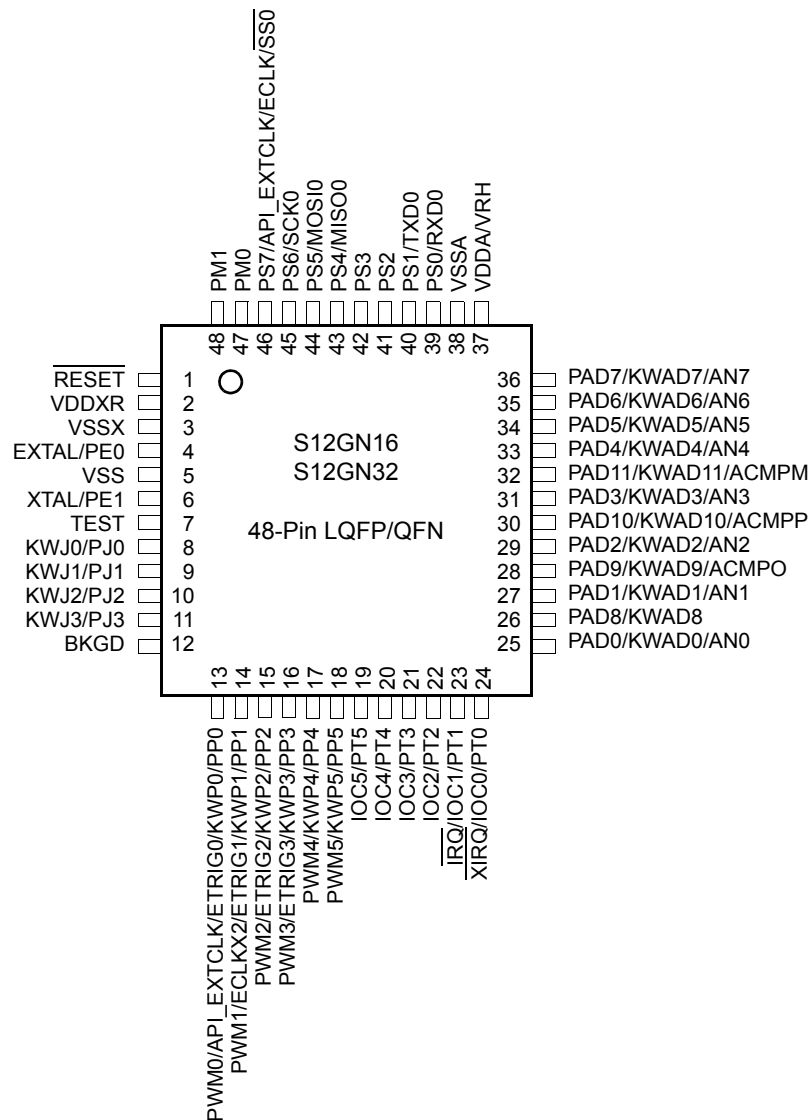 PS7/API_EXTCLK/ECLK/SS0
PM1
PM0
PS6/SCK0
PS5/MOSI0
PS4/MISO0
PS3
PS2
PS1/TXD0
PS0/RXD0
VSSA
VDDA/VRH
48
47
46
45
44
43
42
41
40
39
38
37
RESET 1
VDDXR 2
VSSX 3
EXTAL/PE0 4
VSS 5
XTAL/PE1 6
TEST 7
KWJ0/PJ0 8
KWJ1/PJ1 9
KWJ2/PJ2 10
KWJ3/PJ3 11
BKGD 12
S12GN16
S12GN32
48-Pin LQFP/QFN
36 PAD7/KWAD7/AN7
35 PAD6/KWAD6/AN6
34 PAD5/KWAD5/AN5
33 PAD4/KWAD4/AN4
32 PAD11/KWAD11/ACMPM
31 PAD3/KWAD3/AN3
30 PAD10/KWAD10/ACMPP
29 PAD2/KWAD2/AN2
28 PAD9/KWAD9/ACMPO
27 PAD1/KWAD1/AN1
26 PAD8/KWAD8
25 PAD0/KWAD0/AN0
13
14
15
16
17
18
19
20
21
22
23
24
PWM0/API_EXTCLK/ETRIG0/KWP0/PP0
PWM1/ECLKX2/ETRIG1/KWP1/PP1
PWM2/ETRIG2/KWP2/PP2
PWM3/ETRIG3/KWP3/PP3
PWM4/KWP4/PP4
PWM5/KWP5/PP5
IOC5/PT5
IOC4/PT4
IOC3/PT3
IOC2/PT2
IRQ/IOC1/PT1
XIRQ/IOC0/PT0